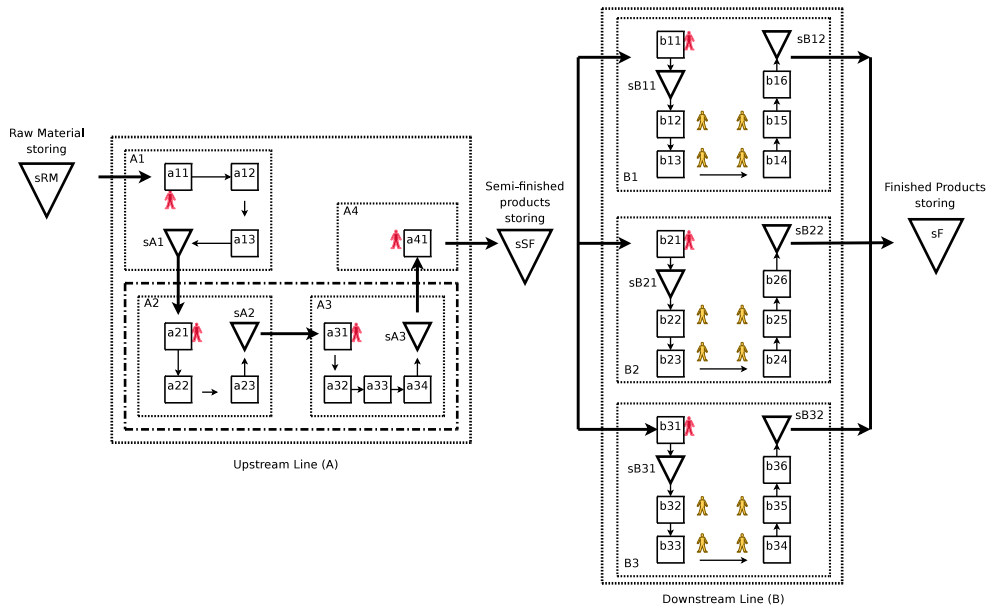 Raw Material
storing
sRM
A1
a11
a12
sA1
a13
A2
a21
sA2
a22
a23
A3
a31
sA3
a32
a33
a34
A4
a41
Upstream Line (A)
Semi-finished
products
storing
sSF
b11
sB12
sB11
b16
b12
b15
b13
b14
B1
b21
sB22
sB21
b26
b22
b25
b23
b24
B2
b31
sB32
sB31
b36
b32
b35
b33
b34
B3
Downstream Line (B)
Finished Products
storing
sF